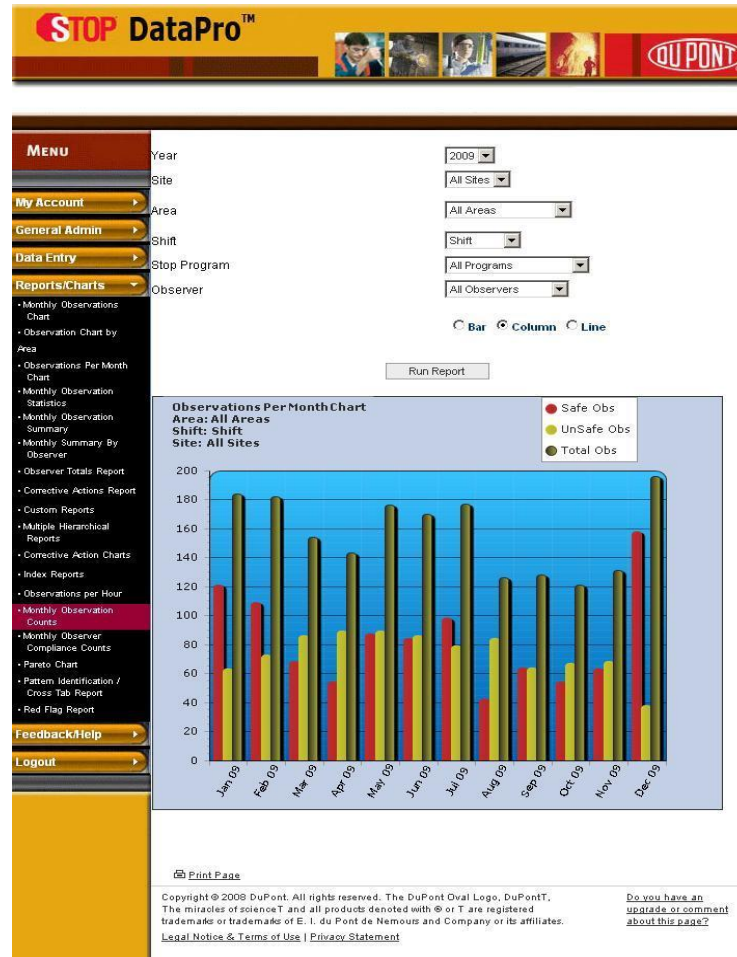 STOP DataPro™
DU PONT
MENU
My Account
General Admin
Data Entry
Reports/Charts
• Monthly Observations
Chart
• Observation Chart by
Area
• Observations Per Month
Chart
• Monthly Observation
Statistics
• Monthly Observation
Summary
• Monthly Summary By
Observer
• Observer Totals Report
• Corrective Actions Report
• Custom Reports
• Multiple Hierarchical
Reports
• Corrective Action Charts
• Index Reports
• Observations per Hour
• Monthly Observation
Counts
• Monthly Observer
Compliance Counts
• Pareto Chart
• Pattern Identification /
Cross Tab Report
• Red Flag Report
Feedback/Help
Logout
Year 2009
Site All Sites
Area All Areas
Shift Shift
Stop Program All Programs
Observer All Observers
Bar Column Line
Run Report
Observations Per Month Chart
Area: All Areas
Shift: Shift
Site: All Sites
Safe Obs
UnSafe Obs
Total Obs
200
180
160
140
120
100
80
60
40
20
0
Jan 09 Feb 09 Mar 09 Apr 09 May 09 Jun 09 Jul 09 Aug 09 Sep 09 Oct 09 Nov 09 Dec 09
Print Page
Copyright © 2008 DuPont. All rights reserved. The DuPont Oval Logo, DuPontT,
The miracles of scienceT and all products denoted with ® or T are registered
trademarks or trademarks of E. I. du Pont de Nemours and Company or its affiliates.
Legal Notice & Terms of Use | Privacy Statement
Do you have an
upgrade or comment
about this page?